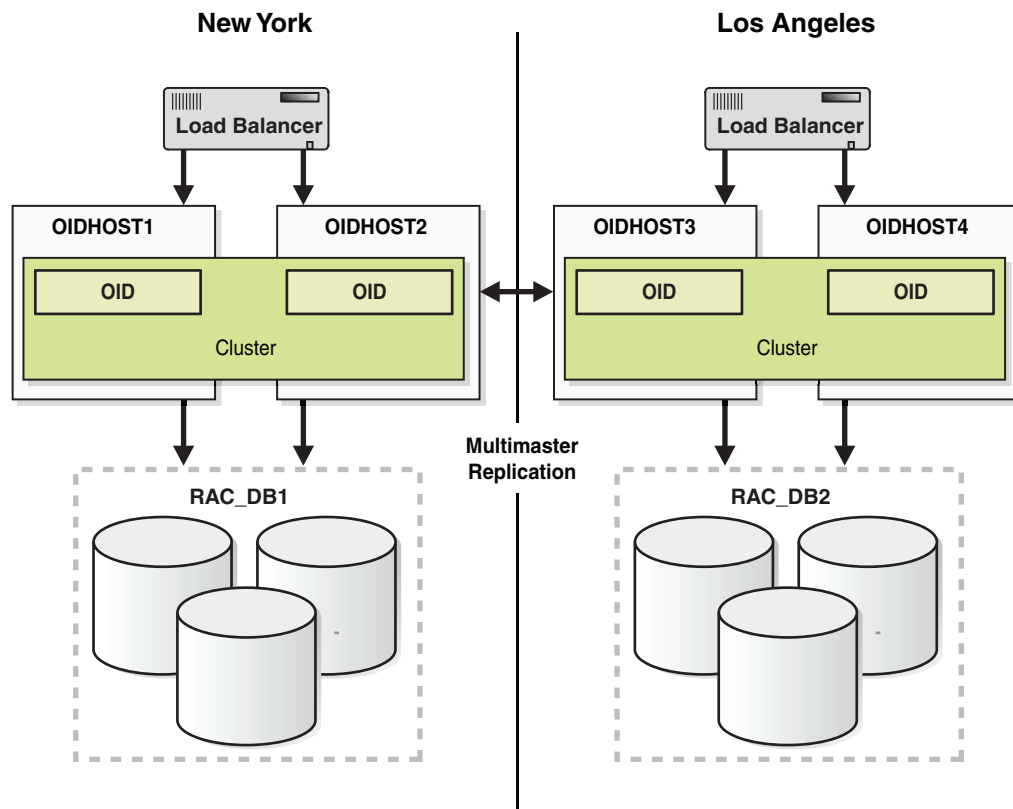 New York
Los Angeles
Load Balancer
Load Balancer
OIDHOST1
OIDHOST2
OIDHOST3
OIDHOST4
OID
OID
OID
OID
Cluster
Cluster
Multimaster
Replication
RAC_DB1
RAC_DB2